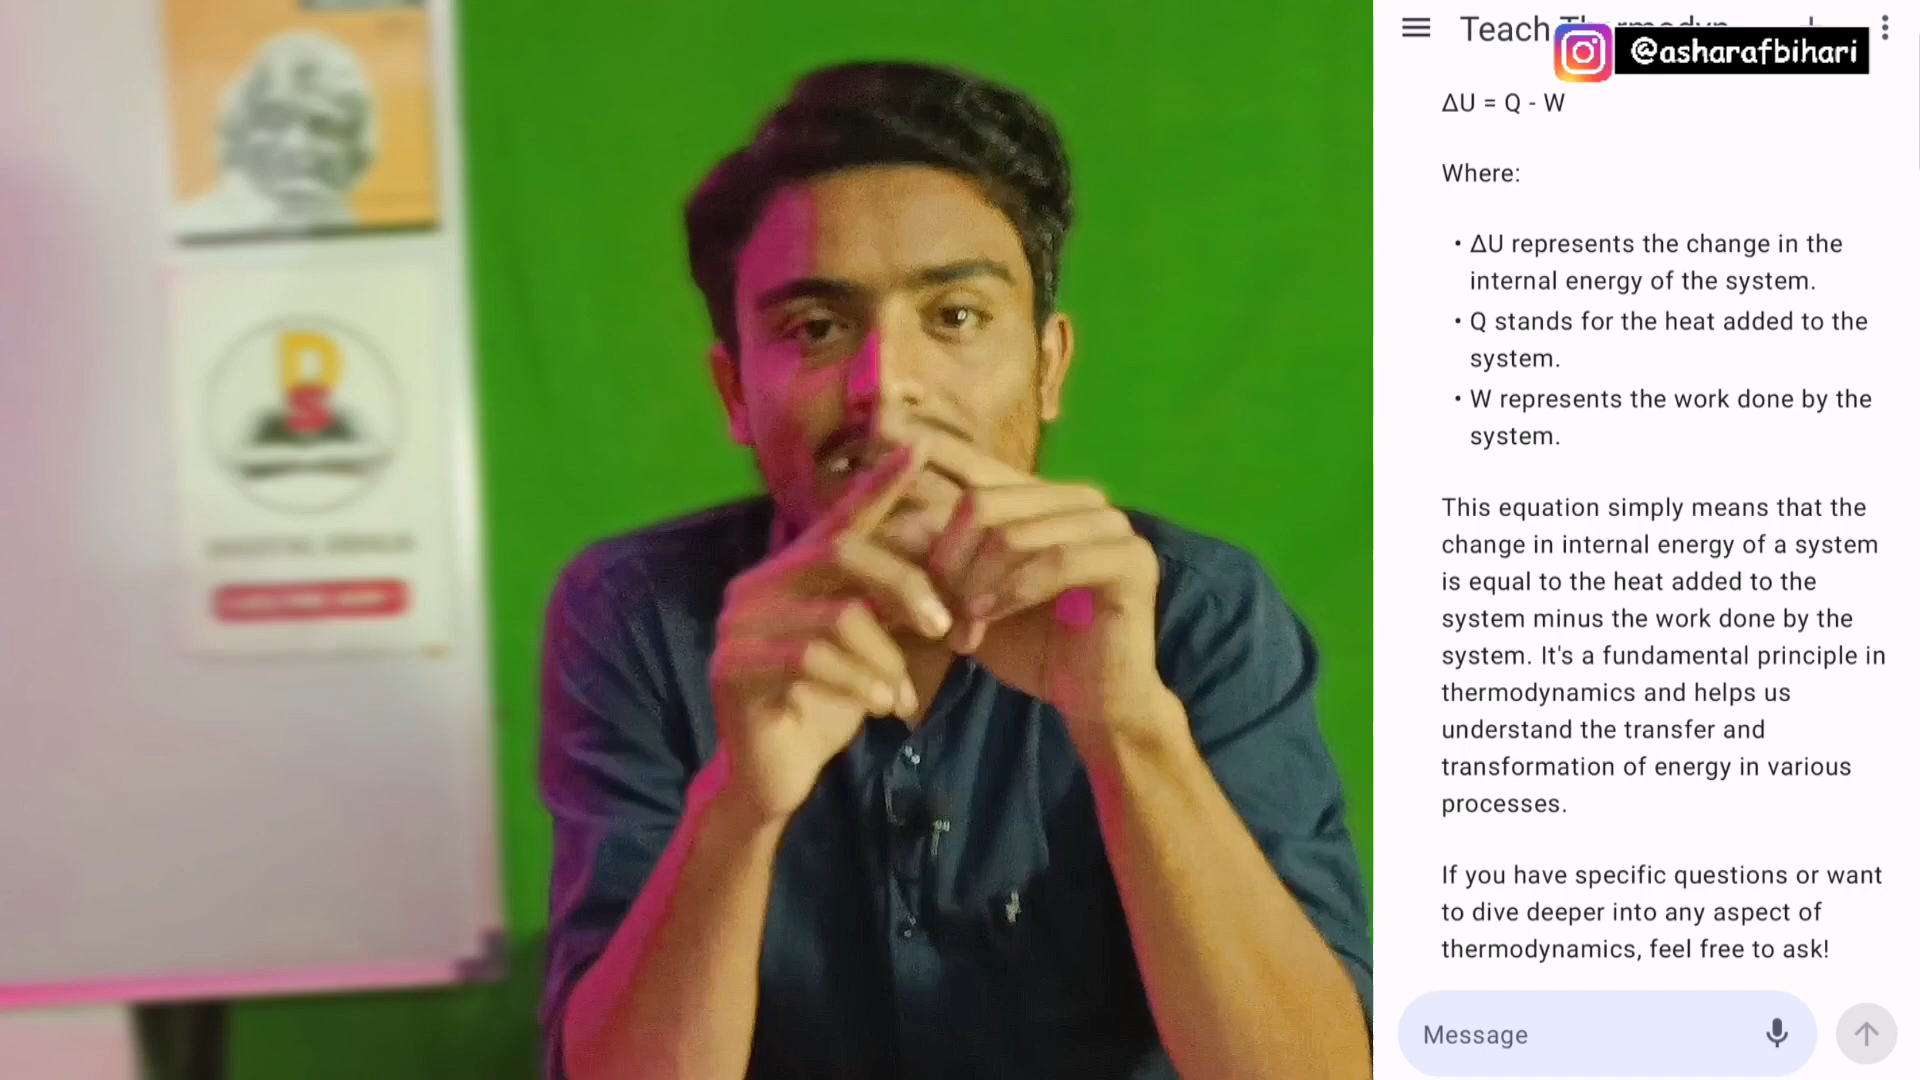 D
S
Teach
@asharafbihari
ΔU = Q - W
Where:
• ΔU represents the change in the
internal energy of the system.
• Q stands for the heat added to the
system.
• W represents the work done by the
system.
This equation simply means that the
change in internal energy of a system
is equal to the heat added to the
system minus the work done by the
system. It's a fundamental principle in
thermodynamics and helps us
understand the transfer and
transformation of energy in various
processes.
If you have specific questions or want
to dive deeper into any aspect of
thermodynamics, feel free to ask!
Message